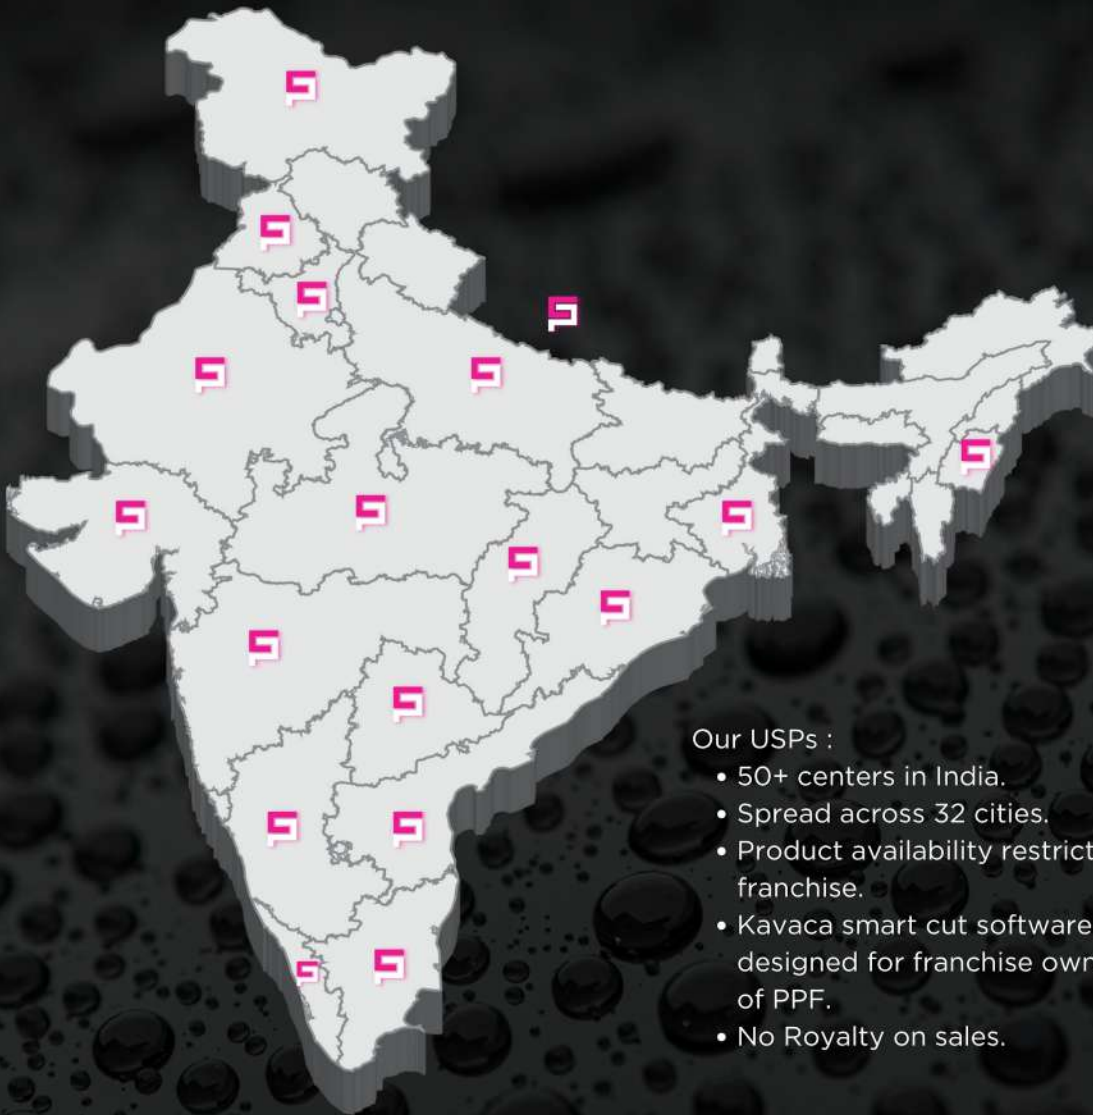 Our USPs :
• 50+ centers in India.
• Spread across 32 cities.
• Product availability restrict
franchise.
• Kavaca smart cut software
designed for franchise own
of PPF.
• No Royalty on sales.